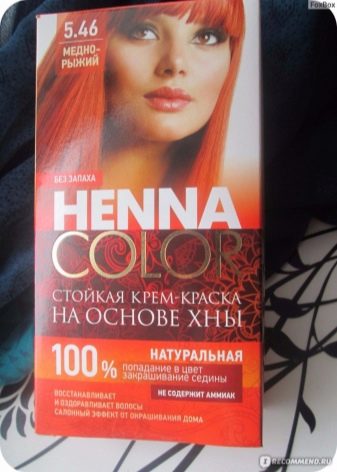 FoxBox
5.46
МЕДНО-
РЫЖИЙ
БЕЗ ЗАПАХА
HENNA
COLOR
СТОЙКАЯ КРЕМ-КРАСКА
НА ОСНОВЕ ХНЫ
100%
НАТУРАЛЬНАЯ
попадание в цвет
закрашивание седины
НЕ СОДЕРЖИТ АММИАК
ВОССТАНАВЛИВАЕТ
И ОЗДОРАВЛИВАЕТ ВОЛОСЫ
САЛОННЫЙ ЭФФЕКТ ОТ ОКРАШИВАНИЯ ДОМА
IRECOMMEND.RU